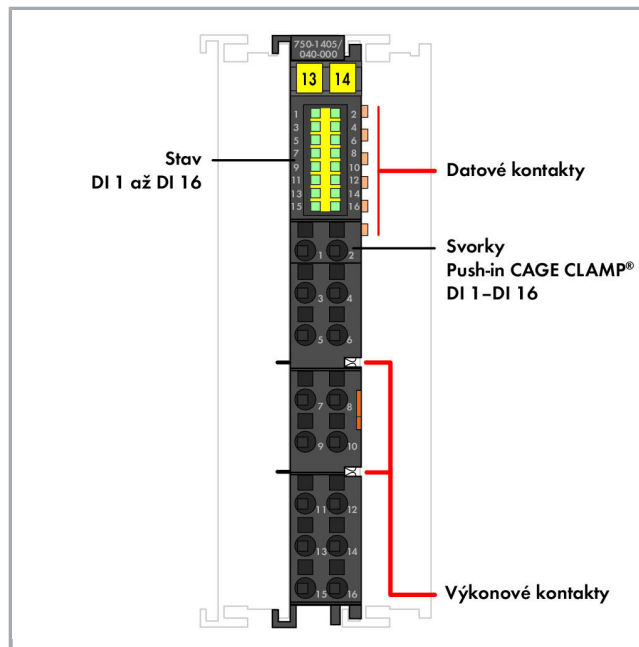 750-1405/
040-000
13 14
1 2
3 4
5 6
7 8
9 10
11 12
13 14
15 16
Stav
DI 1 až DI 16
Datové kontakty
1 2
Svorky
Push-in CAGE CLAMP®
DI 1–DI 16
3 4
5 6
7 8
9 10
11 12
13 14
15 16
Výkonové kontakty